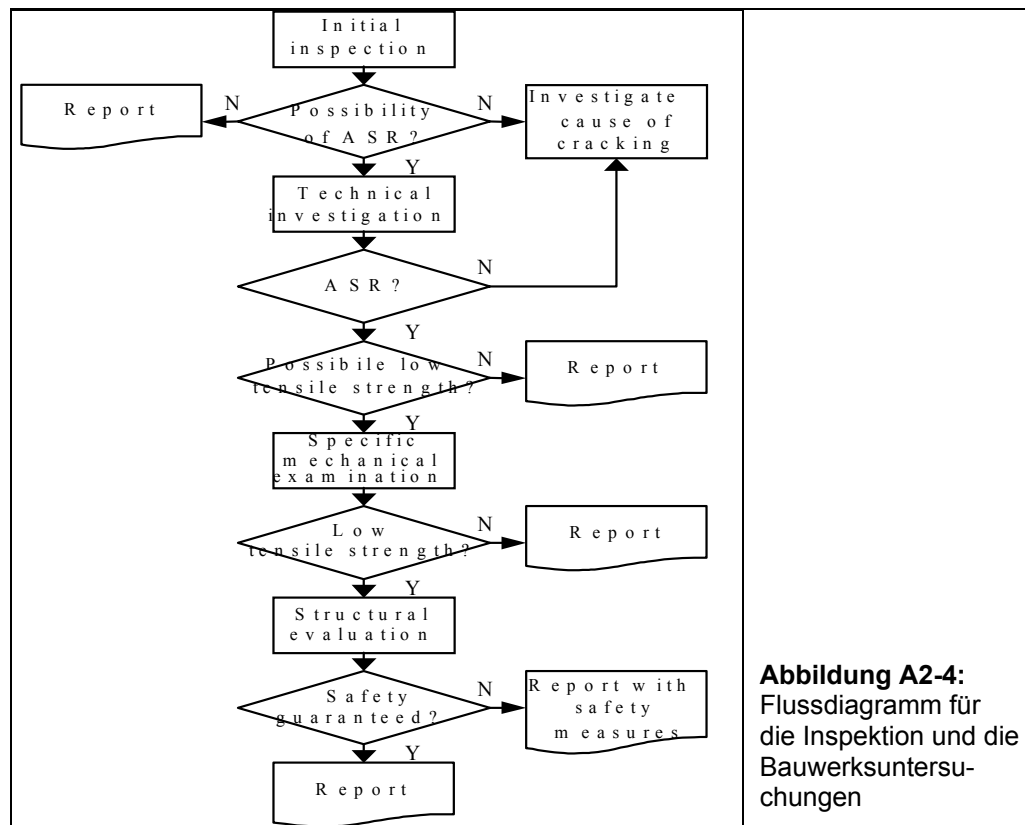 Initial
inspection
Report
N
Possibility
of ASR?
N
Investigate
cause of
cracking
Y
Technical
investigation
ASR?
N
Y
Possibile low
tensile strength?
N
Report
Y
Specific
mechanical
examination
Low
tensile strength?
N
Report
Y
Structural
evaluation
Safety
guaranteed?
N
Report with
safety
measures
Y
Report
Abbildung A2-4:
Flussdiagramm für
die Inspektion und die
Bauwerksuntersu-
chungen